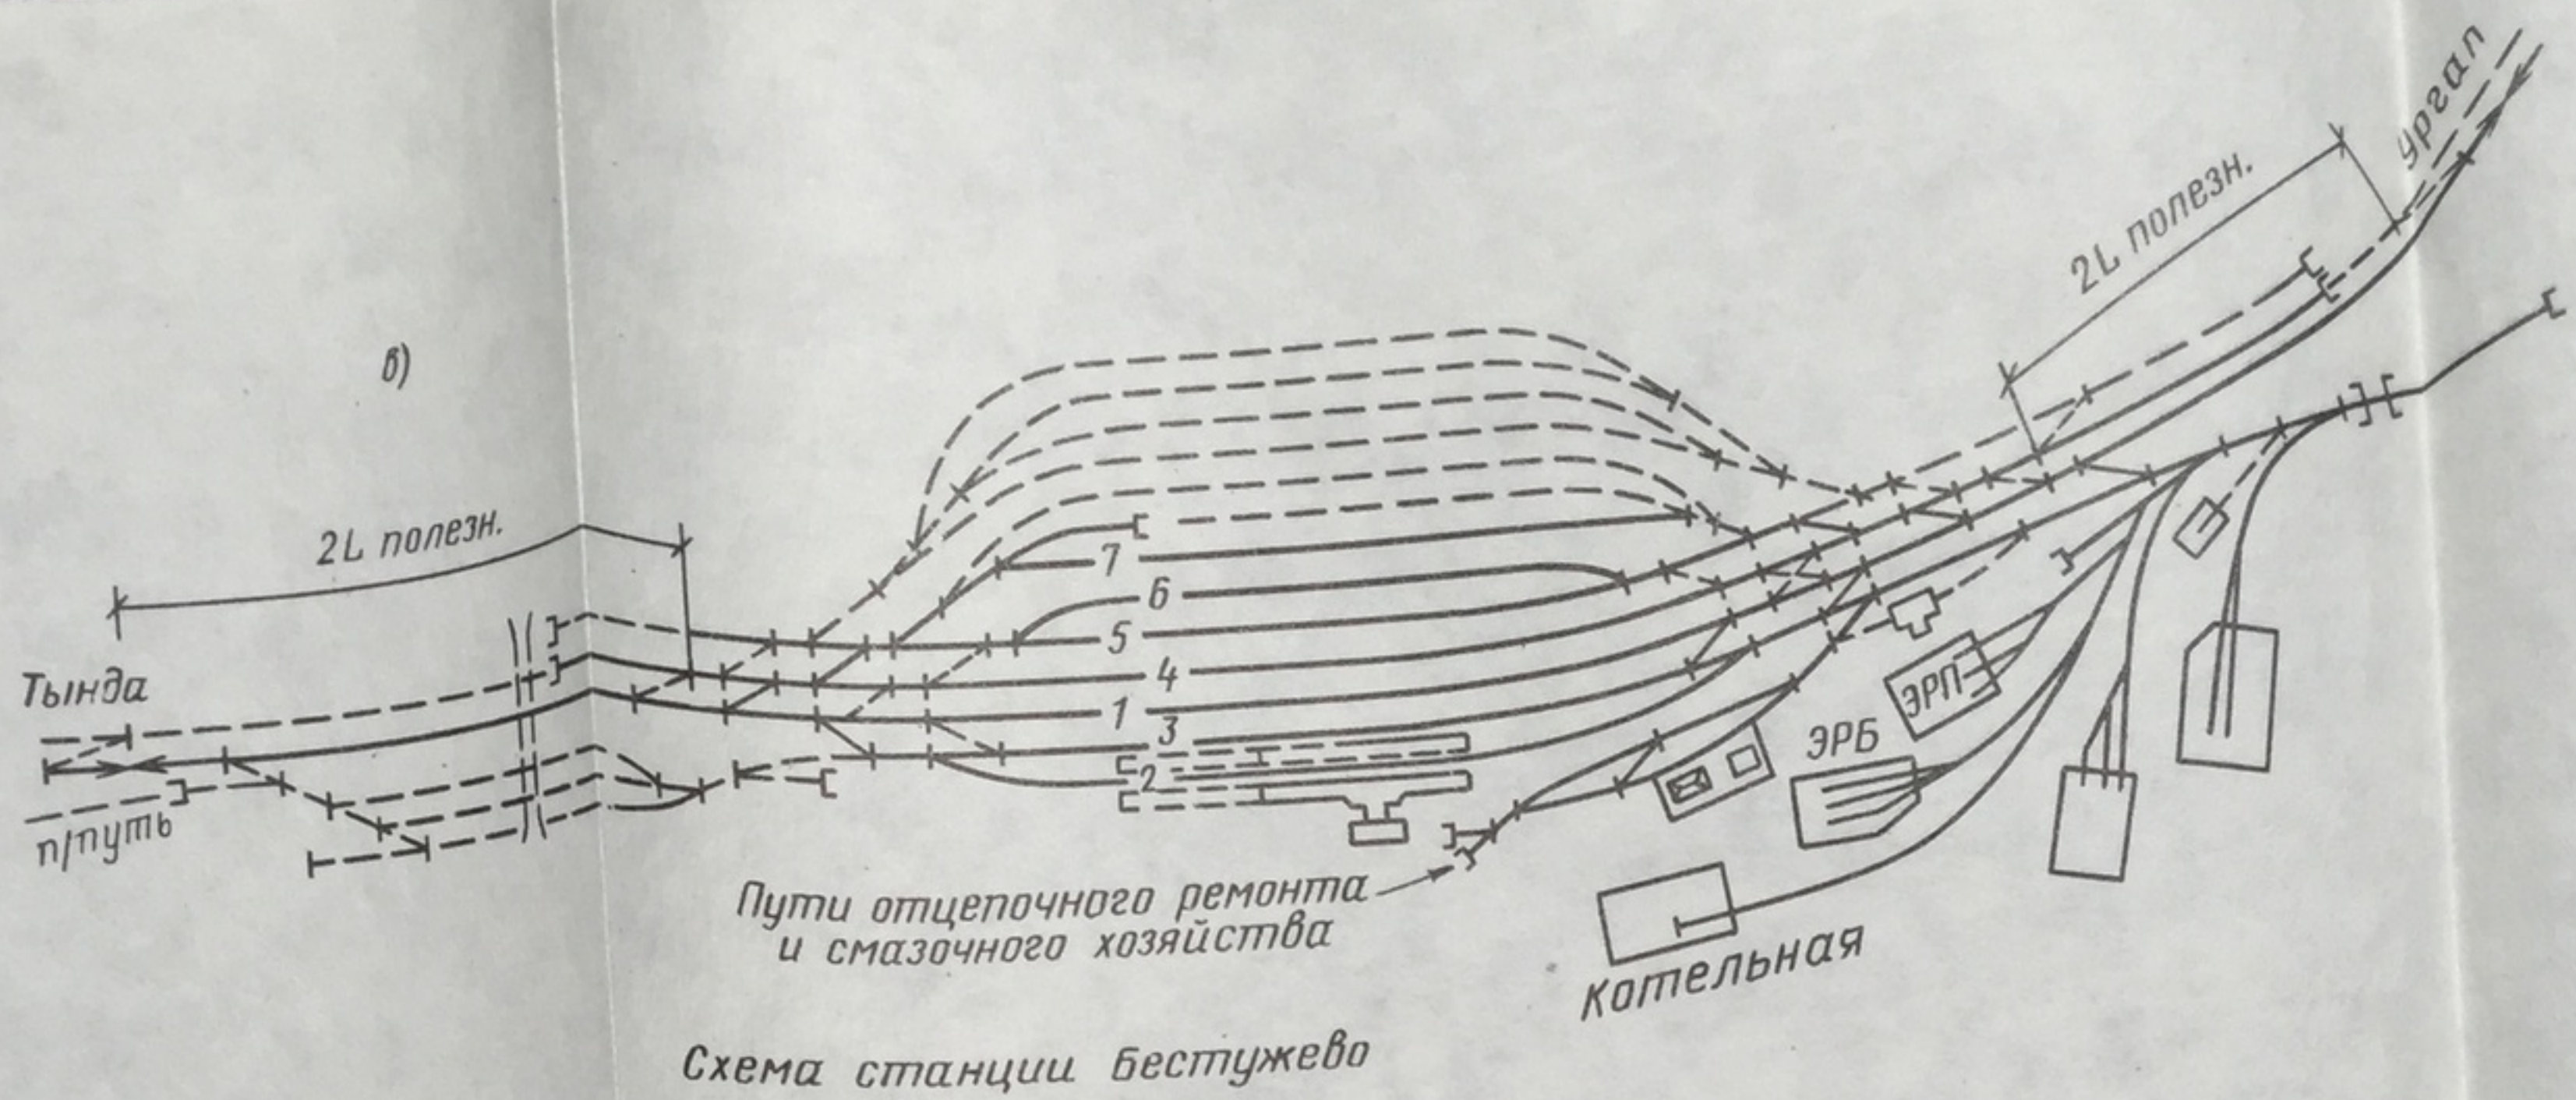 Ургал
2L полезн.
в)
2L полезн.
Тында
п/путь
7
6
5
4
1
3
2
ЭРП
ЭРБ
Пути отцепочного ремонта
и смазочного хозяйства
Котельная
Схема станции Бестужево